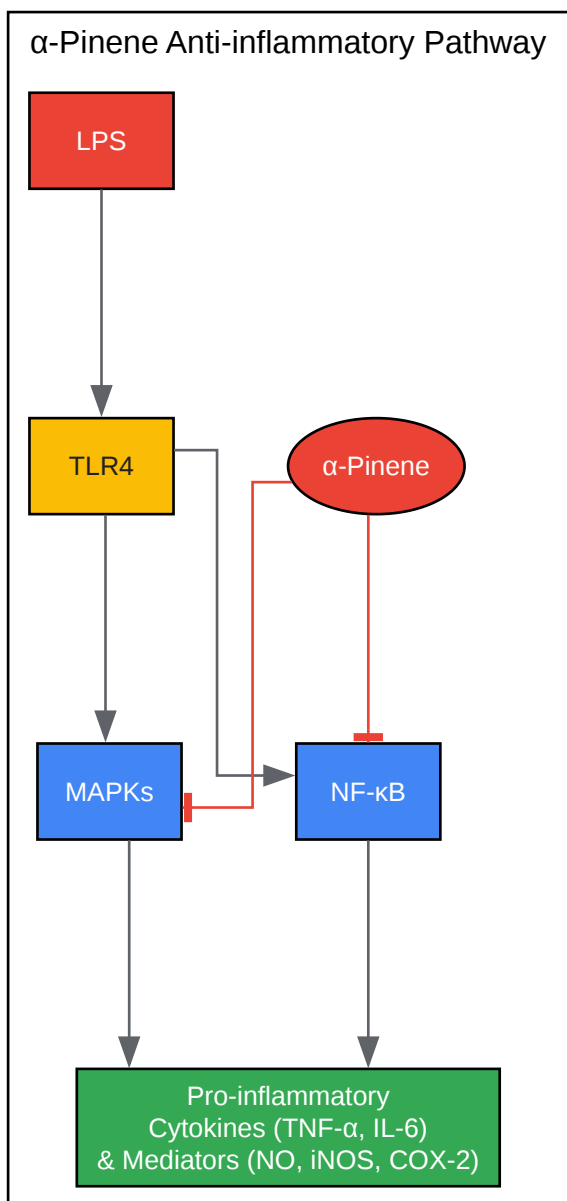 α-Pinene Anti-inflammatory Pathway
LPS
TLR4
α-Pinene
MAPKs
NF-κB
Pro-inflammatory
Cytokines (TNF-α, IL-6)
& Mediators (NO, iNOS, COX-2)